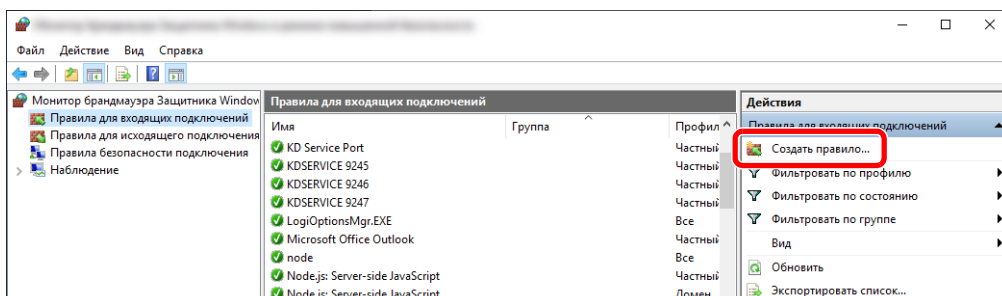 Файл Действие Вид Справка
Монитор брандмауэра Защитника Window
Правила для входящих подключений
Правила для исходящего подключения
Правила безопасности подключения
Наблюдение
Правила для входящих подключений
Имя Группа Профил
KD Service Port Частный
KDSERVICE 9245 Частный
KDSERVICE 9246 Частный
KDSERVICE 9247 Частный
LogiOptionsMgr.EXE Все
Microsoft Office Outlook Частный
node Все
Node.js: Server-side JavaScript Частный
Node.js: Server-side JavaScript Домен
Действия
Правила для входящих подключений
Создать правило...
Фильтровать по профилю
Фильтровать по состоянию
Фильтровать по группе
Вид
Обновить
Экспортировать список...